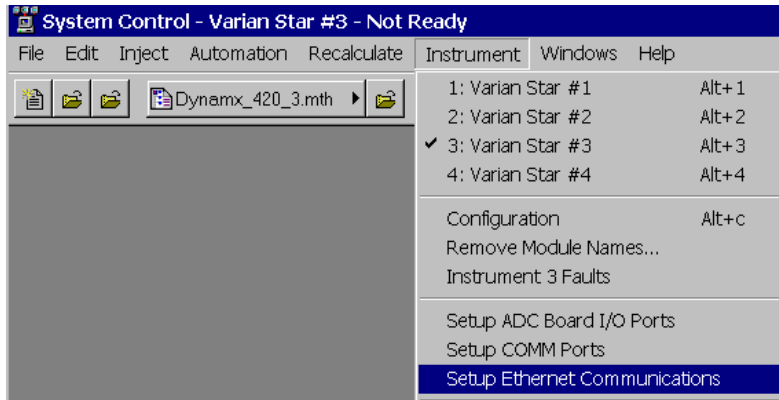 System Control - Varian Star #3 - Not Ready
File Edit Inject Automation Recalculate Instrument Windows Help
Dynamx_420_3.mth
1: Varian Star #1 Alt+1
2: Varian Star #2 Alt+2
3: Varian Star #3 Alt+3
4: Varian Star #4 Alt+4
Configuration Alt+c
Remove Module Names...
Instrument 3 Faults
Setup ADC Board I/O Ports
Setup COMM Ports
Setup Ethernet Communications